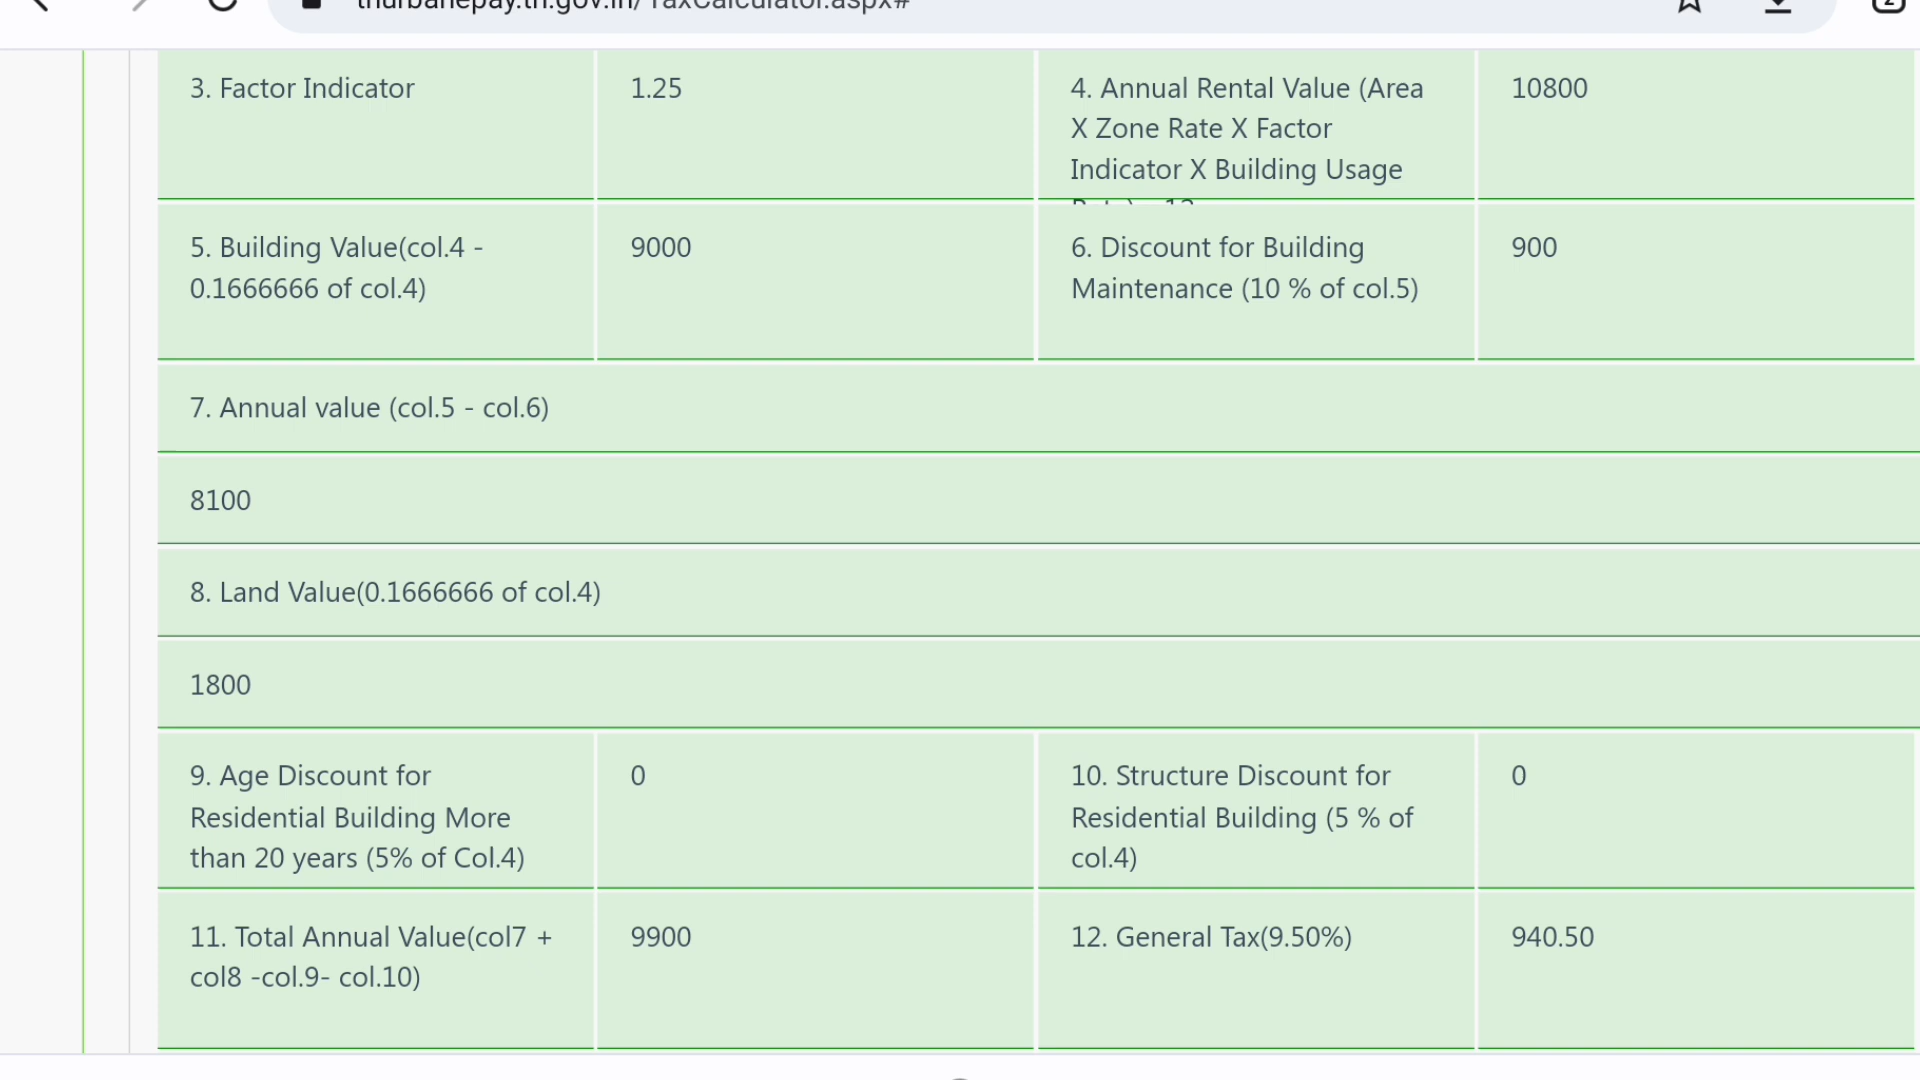 3. Factor Indicator
1.25
4. Annual Rental Value (Area
X Zone Rate X Factor
Indicator X Building Usage
10800
5. Building Value(col.4 -
0.1666666 of col.4)
9000
6. Discount for Building
Maintenance (10 % of col.5)
900
7. Annual value (col.5 - col.6)
8100
8. Land Value(0.1666666 of col.4)
1800
9. Age Discount for
Residential Building More
than 20 years (5% of Col.4)
0
10. Structure Discount for
Residential Building (5 % of
col.4)
0
11. Total Annual Value(col7 +
col8 -col.9- col.10)
9900
12. General Tax(9.50%)
940.50